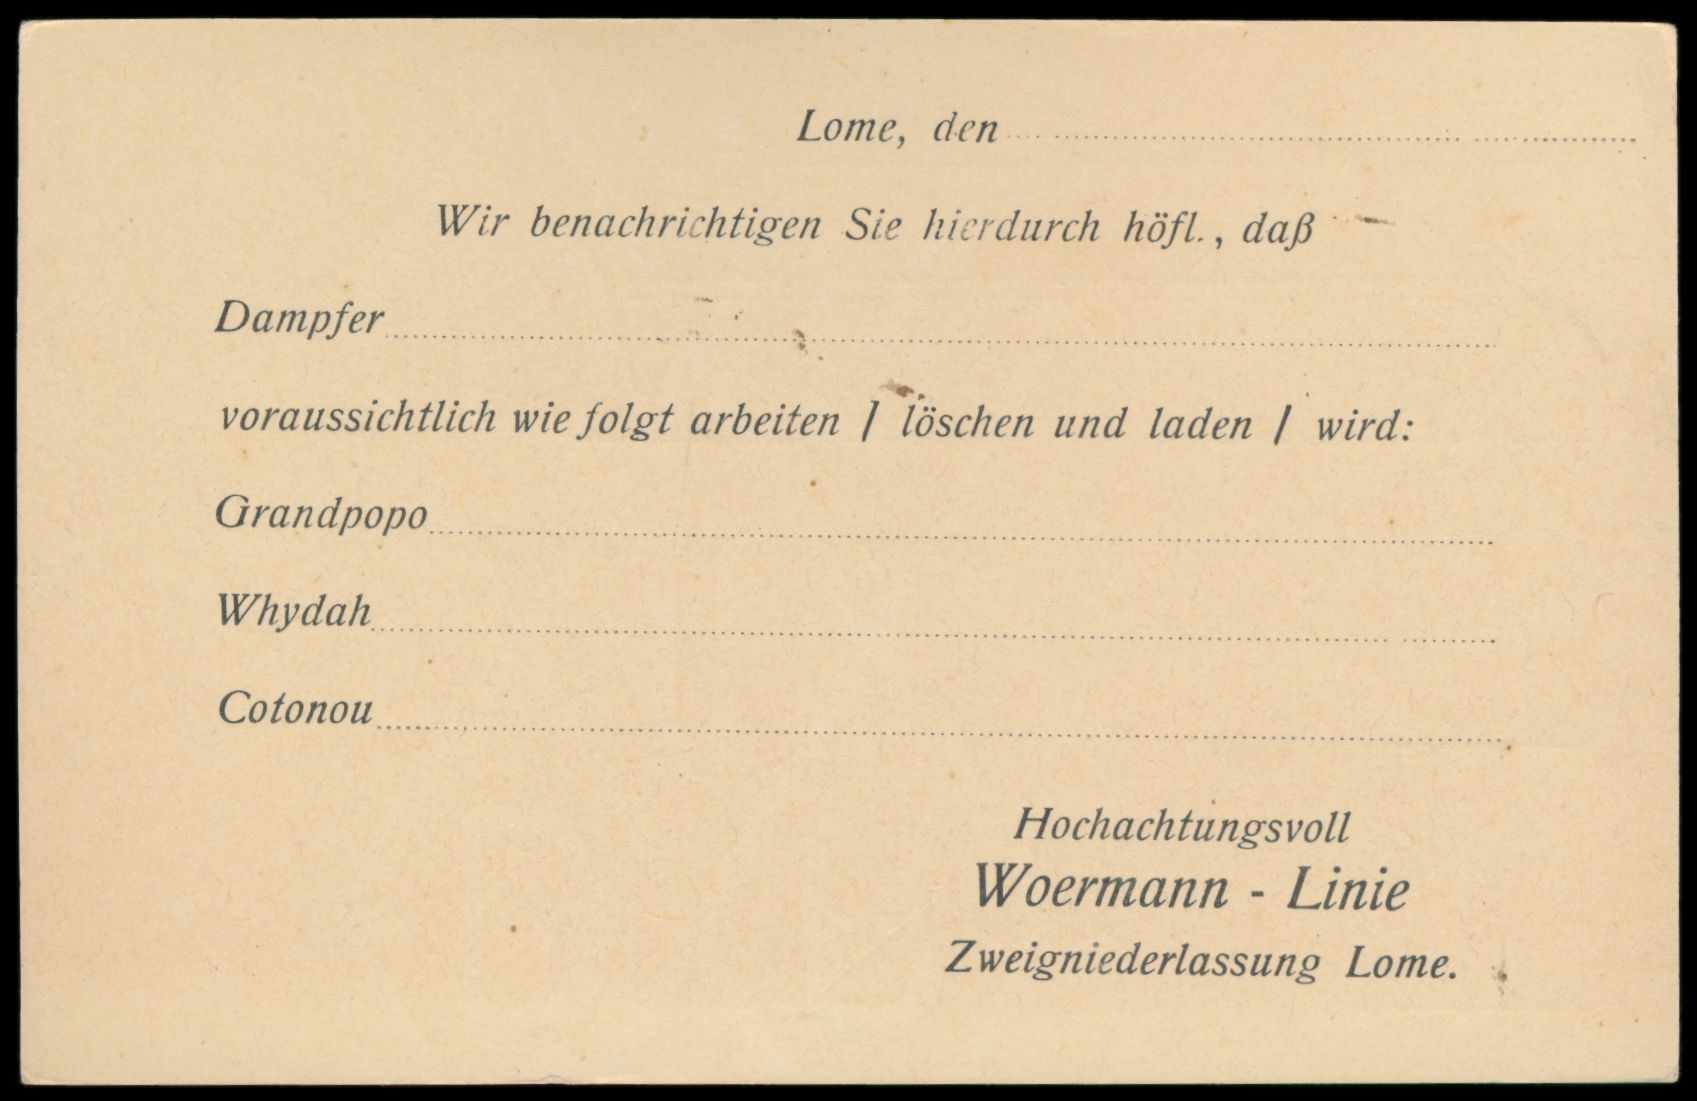 Lome, den
Wir benachrichtigen Sie hierdurch höfl., daß
Dampfer
voraussichtlich wie folgt arbeiten / löschen und laden / wird:
Grandpopo
Whydah
Cotonou
Hochachtungsvoll
Woermann - Linie
Zweigniederlassung Lome.